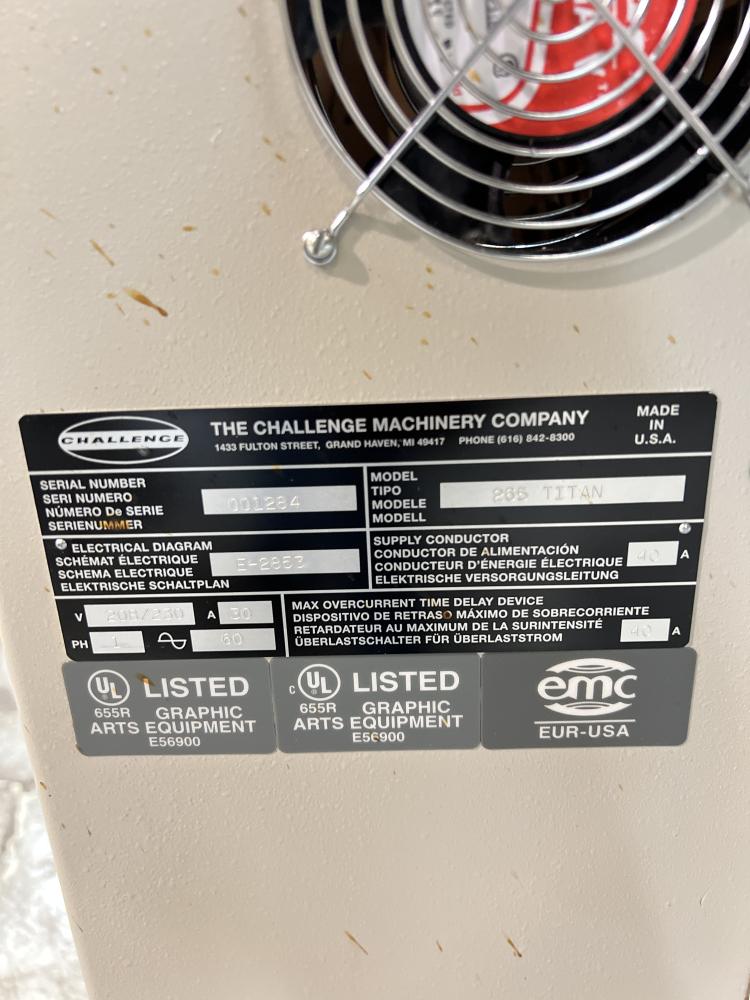 CHALLENGE
THE CHALLENGE MACHINERY COMPANY
1433 FULTON STREET, GRAND HAVEN, MI 49417 PHONE (616) 842-8300
MADE
IN
U.S.A.
SERIAL NUMBER
SERI NUMERO
NÚMERO De SERIE
SERIENUMMER
001284
MODEL
TIPO
MODELE
MODELL
265 TITAN
ELECTRICAL DIAGRAM
SCHÉMAT ÉLECTRIQUE
SCHEMA ELECTRIQUE
ELEKTRISCHE SCHALTPLAN
E-2853
SUPPLY CONDUCTOR
CONDUCTOR DE ALIMENTACIÓN
CONDUCTEUR D'ÉNERGIE ÉLECTRIQUE
ELEKTRISCHE VERSORGUNGSLEITUNG
40 A
V 208/230 A 30
PH 1 60
MAX OVERCURRENT TIME DELAY DEVICE
DISPOSITIVO DE RETRASO MÁXIMO DE SOBRECORRIENTE
RETARDATEUR AU MAXIMUM DE LA SURINTENSITÉ
ÜBERLASTSCHALTER FÜR ÜBERLASTSTROM
40 A
UL LISTED
655R GRAPHIC
ARTS EQUIPMENT
E56900
c UL LISTED
655R GRAPHIC
ARTS EQUIPMENT
E56900
emc
EUR-USA